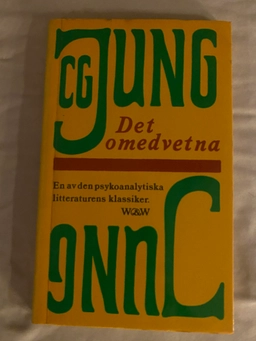 CG JUNG
Det
omedvetna
En av den psykoanalytiska
litteraturens klassiker.
W&W
JUNG